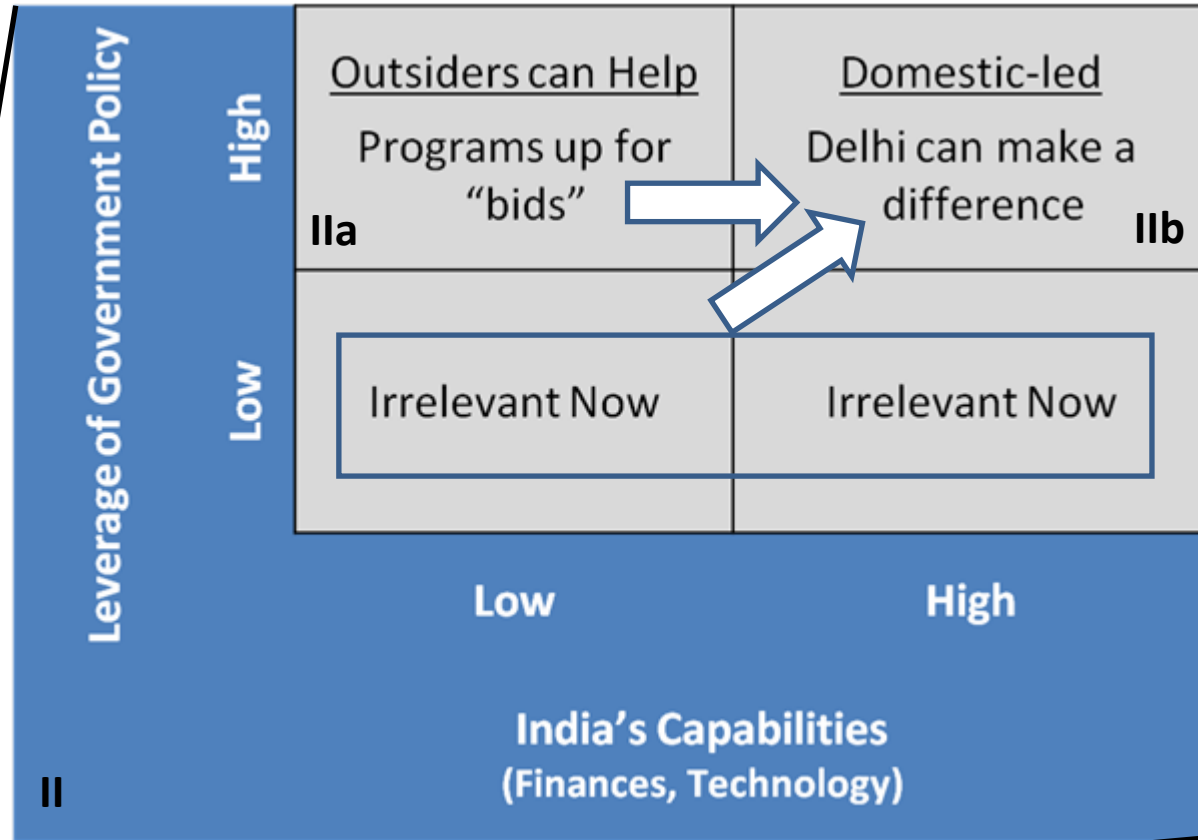 Leverage of Government Policy
High
Outsiders can Help
Programs up for
“bids”
IIa
Domestic-led
Delhi can make a
difference
IIb
Low
Irrelevant Now
Irrelevant Now
Low
High
India’s Capabilities
(Finances, Technology)
II